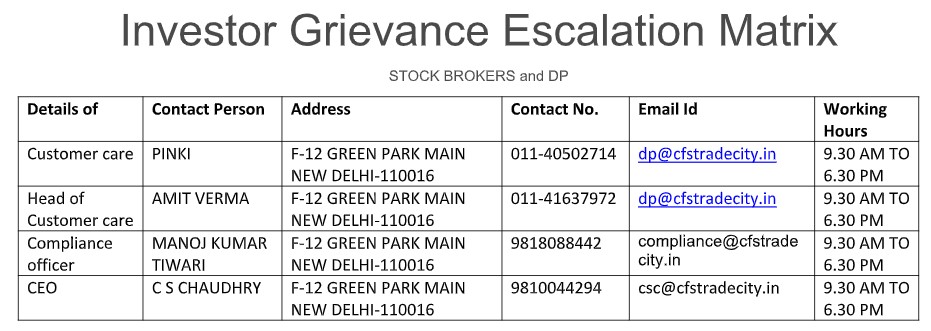 Investor Grievance Escalation Matrix
STOCK BROKERS and DP
Details of Contact Person Address Contact No. Email Id Working
Hours
Customer care PINKI F-12 GREEN PARK MAIN 011-40502714 dp@cfstradecity.in 9.30 AM TO
NEW DELHI-110016 6.30 PM
Head of AMIT VERMA F-12 GREEN PARK MAIN 011-41637972 dp@cfstradecity.in 9.30 AM TO
Customer care NEW DELHI-110016 6.30 PM
Compliance MANOJ KUMAR F-12 GREEN PARK MAIN 9818088442 compliance@cfstrade 9.30 AM TO
officer TIWARI NEW DELHI-110016 city.in 6.30 PM
CEO C S CHAUDHRY F-12 GREEN PARK MAIN 9810044294 csc@cfstradecity.in 9.30 AM TO
NEW DELHI-110016 6.30 PM